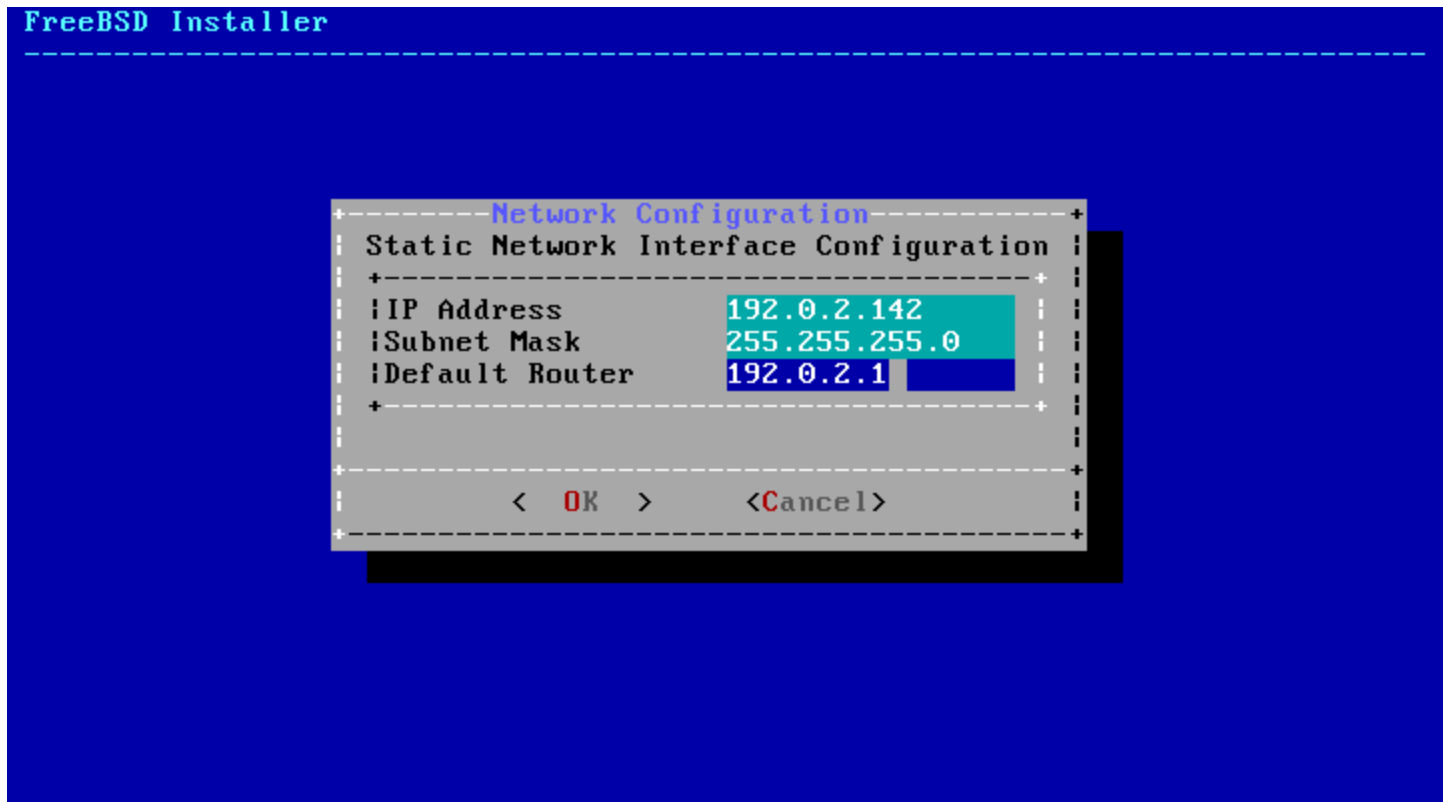 FreeBSD Installer
Network Configuration
Static Network Interface Configuration
IP Address 192.0.2.142
Subnet Mask 255.255.255.0
Default Router 192.0.2.1
< OK > <Cancel>